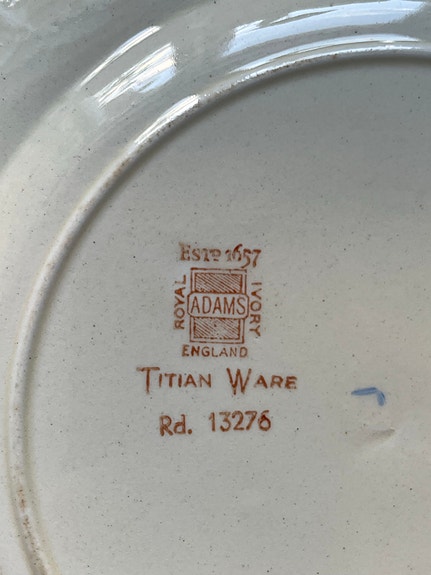 ESTD 1657
ROYAL
ADAMS
IVORY
ENGLAND
TITIAN WARE
Rd. 13276